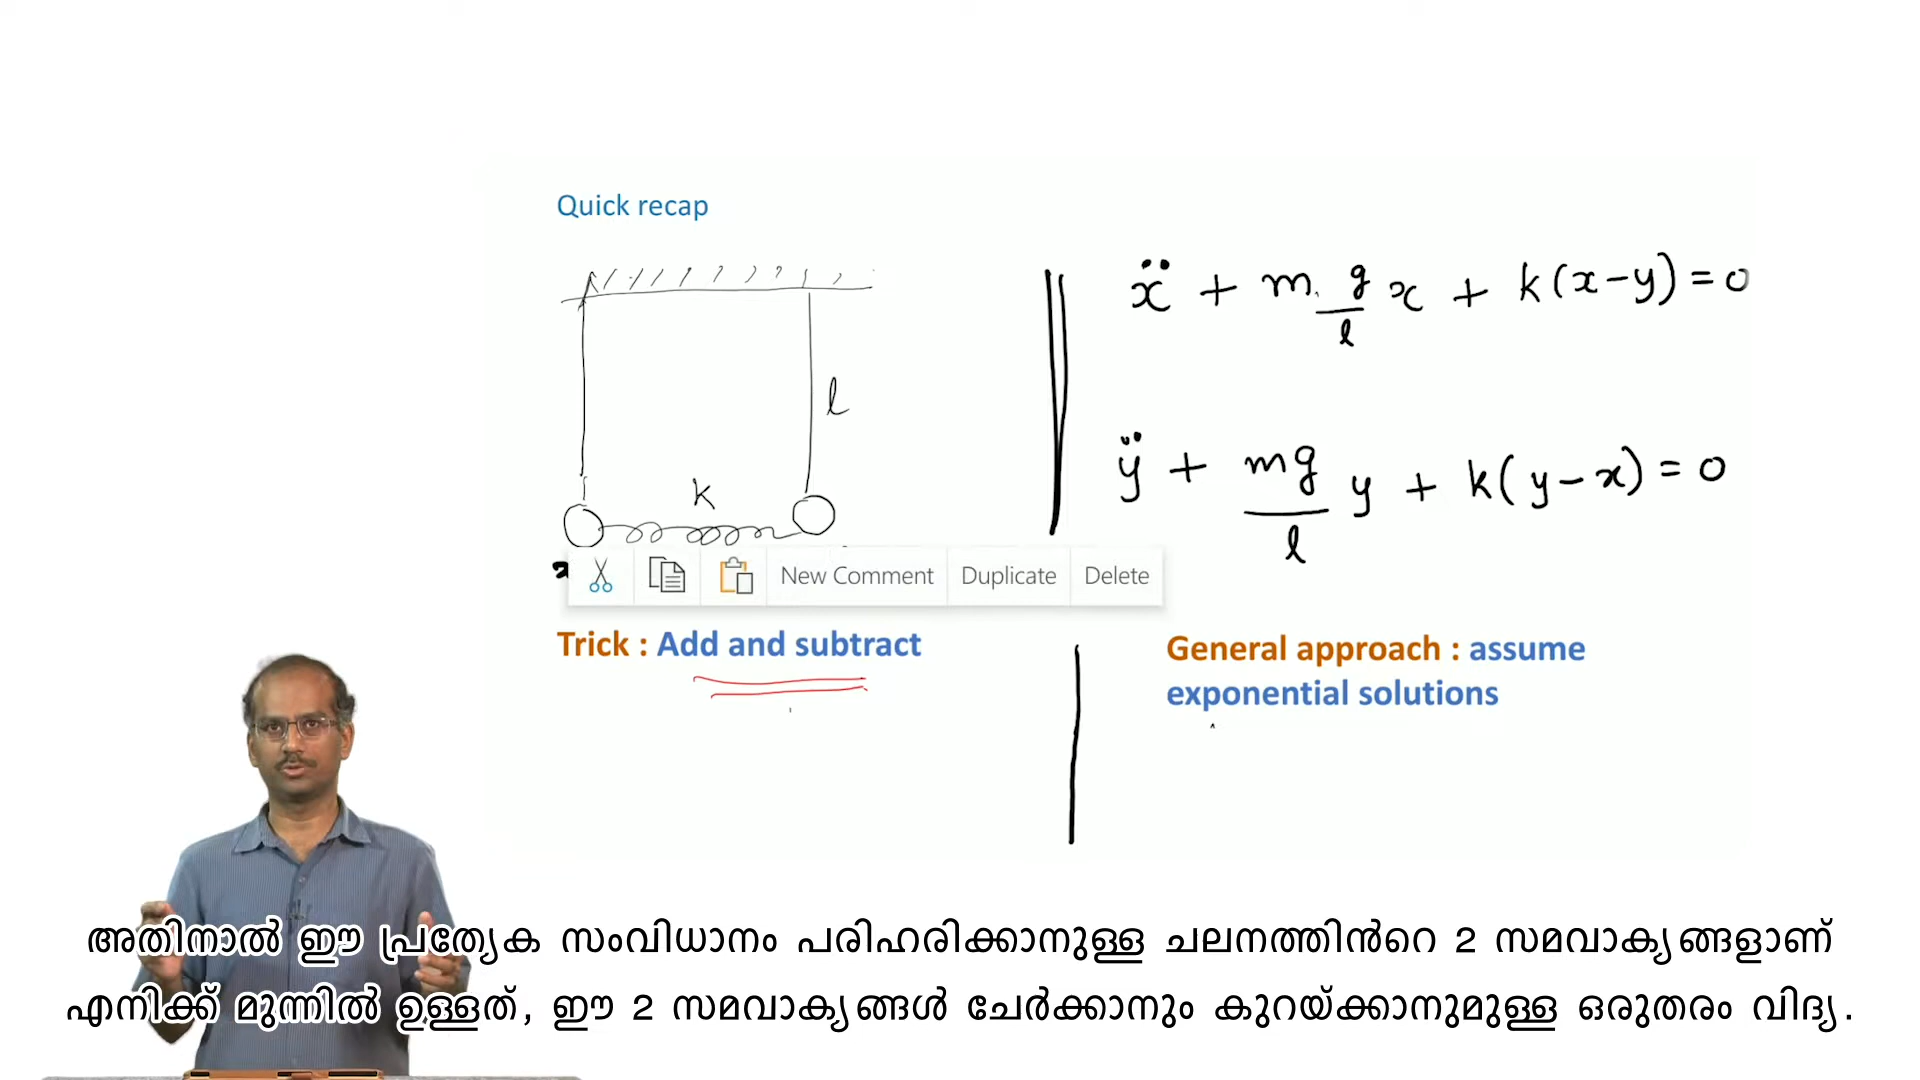 Quick recap
ẍ + m g/l x + k(x-y) = 0
l
ÿ + mg/l y + k(y-x) = 0
k
x
New Comment Duplicate Delete
Trick : Add and subtract
General approach : assume
exponential solutions
അതിനാൽ ഈ പ്രത്യേക സംവിധാനം പരിഹരിക്കാനുള്ള ചലനത്തിൻറെ 2 സമവാക്യങ്ങളാണ്
എനിക്ക് മുന്നിൽ ഉള്ളത്, ഈ 2 സമവാക്യങ്ങൾ ചേർക്കാനും കുറയ്ക്കാനുമുള്ള ഒരുതരം വിദ്യ.